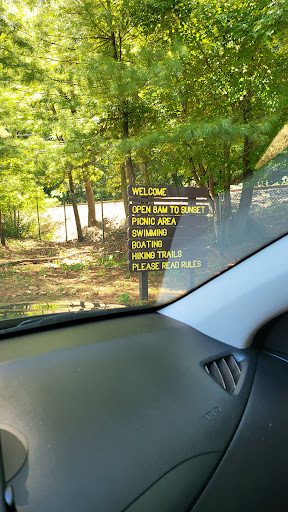 WELCOME
OPEN 8AM TO SUNSET
PICNIC AREA
SWIMMING
BOATING
HIKING TRAILS
PLEASE READ RULES